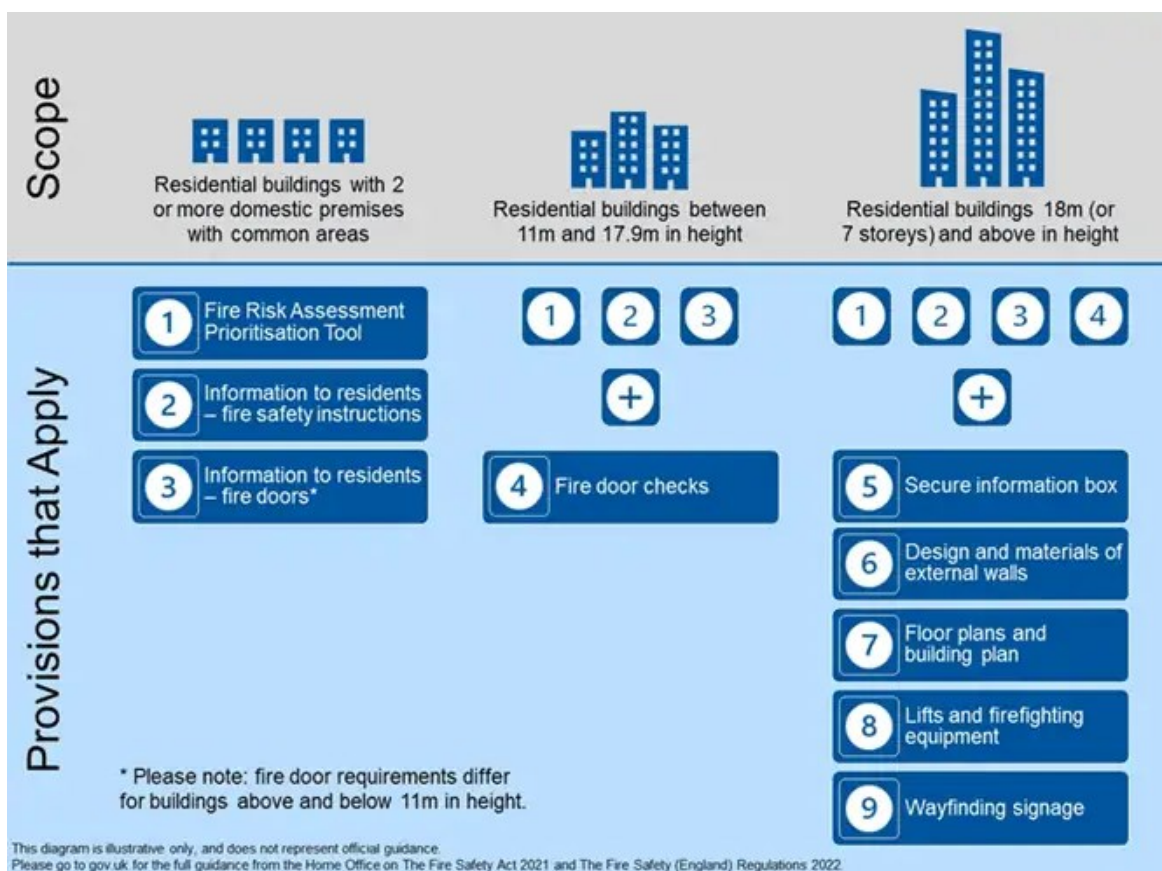 Scope
Residential buildings with 2
or more domestic premises
with common areas
Residential buildings between
11m and 17.9m in height
Residential buildings 18m (or
7 storeys) and above in height
Provisions that Apply
1 Fire Risk Assessment
Prioritisation Tool
2 Information to residents
– fire safety instructions
3 Information to residents
– fire doors*
1 2 3
+
4 Fire door checks
1 2 3 4
+
5 Secure information box
6 Design and materials of
external walls
7 Floor plans and
building plan
8 Lifts and firefighting
equipment
9 Wayfinding signage
* Please note: fire door requirements differ
for buildings above and below 11m in height.
This diagram is illustrative only, and does not represent official guidance.
Please go to gov.uk for the full guidance from the Home Office on The Fire Safety Act 2021 and The Fire Safety (England) Regulations 2022